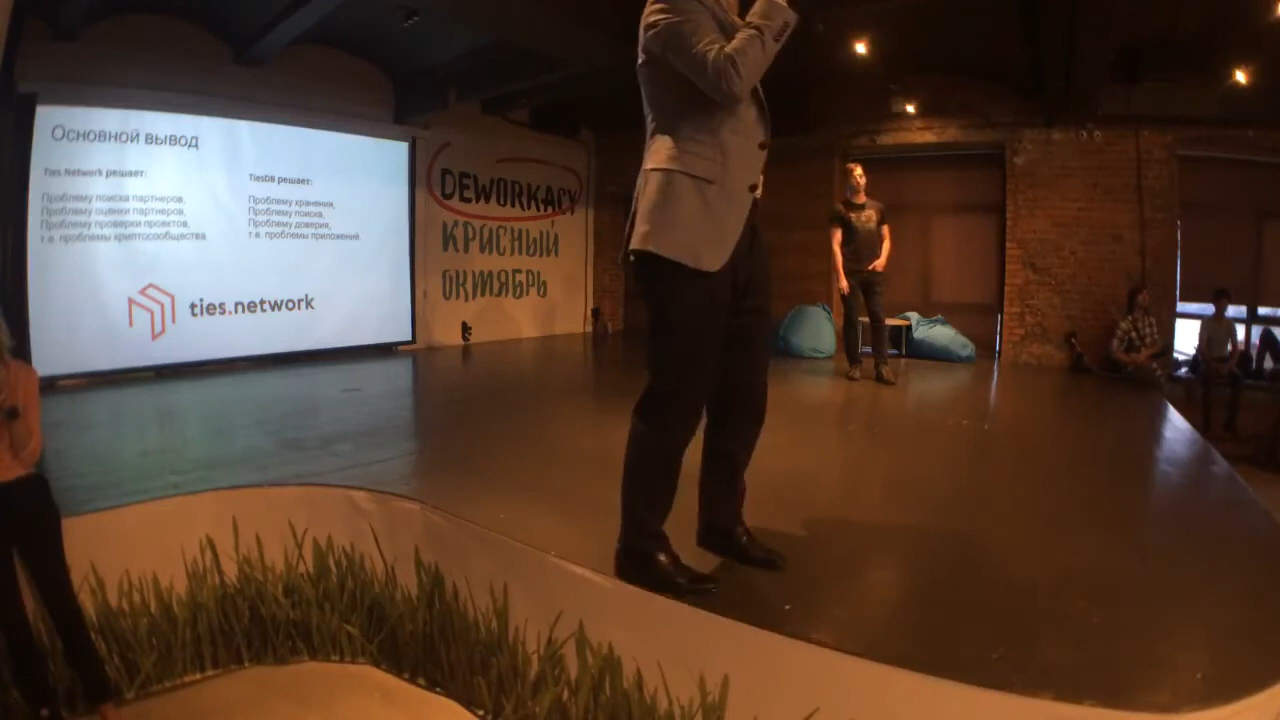 Основной вывод
Ties Network решает:
Проблему поиска партнеров,
Проблему оценки партнеров,
Проблему проверки проектов,
т.е. проблемы криптосообщества
TiesDB решает:
Проблему хранения,
Проблему поиска,
Проблему доверия,
т.е. проблемы приложений.
ties.network
DEWORKACY
КРАСНЫЙ
ОКТЯБРЬ